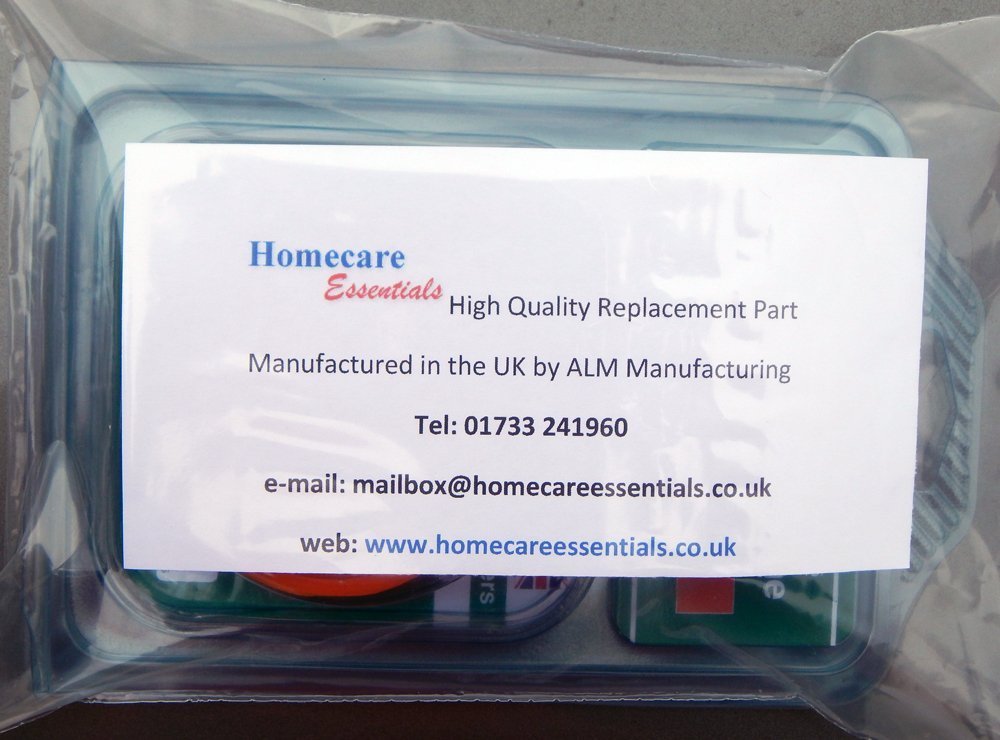 Homecare
Essentials High Quality Replacement Part
Manufactured in the UK by ALM Manufacturing
Tel: 01733 241960
e-mail: mailbox@homecareessentials.co.uk
web: www.homecareessentials.co.uk